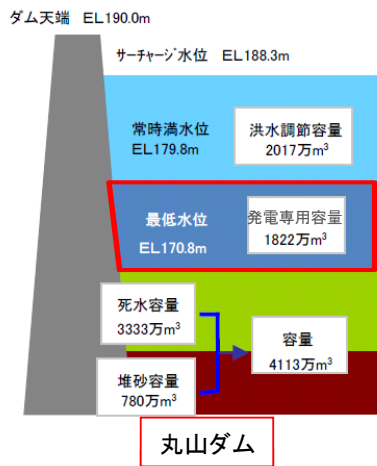 ダム天端 EL190.0m
サーチャージ水位 EL188.3m
常時満水位
EL179.8m
洪水調節容量
2017万m³
最低水位
EL170.8m
発電専用容量
1822万m³
死水容量
3333万m³
容量
4113万m³
堆砂容量
780万m³
丸山ダム